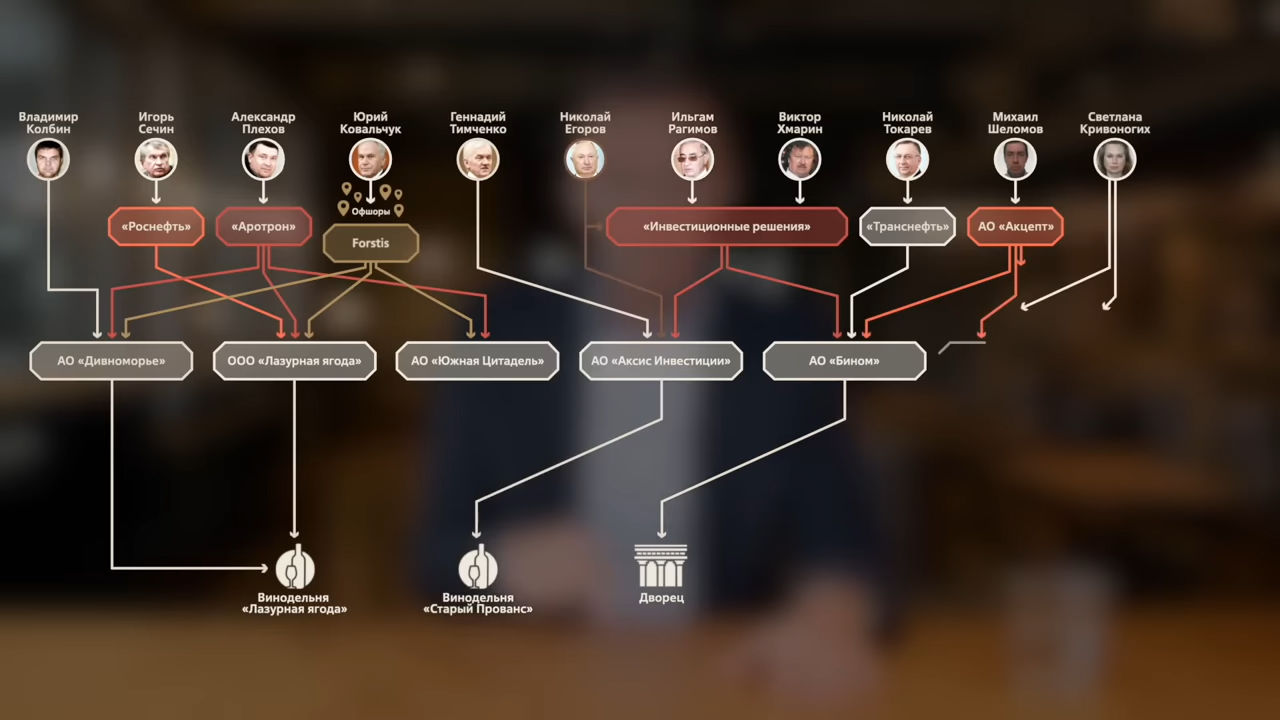 Владимир
Колбин
Игорь
Сечин
Александр
Плехов
Юрий
Ковальчук
Геннадий
Тимченко
Николай
Егоров
Ильгам
Рагимов
Виктор
Хмарин
Николай
Токарев
Михаил
Шеломов
Светлана
Кривоногих
Офшоры
«Роснефть»
«Аротрон»
Forstis
«Инвестиционные решения»
«Транснефть»
АО «Акцепт»
АО «Дивноморье»
ООО «Лазурная ягода»
АО «Южная Цитадель»
АО «Аксис Инвестиции»
АО «Бином»
Винодельня
«Лазурная ягода»
Винодельня
«Старый Прованс»
Дворец